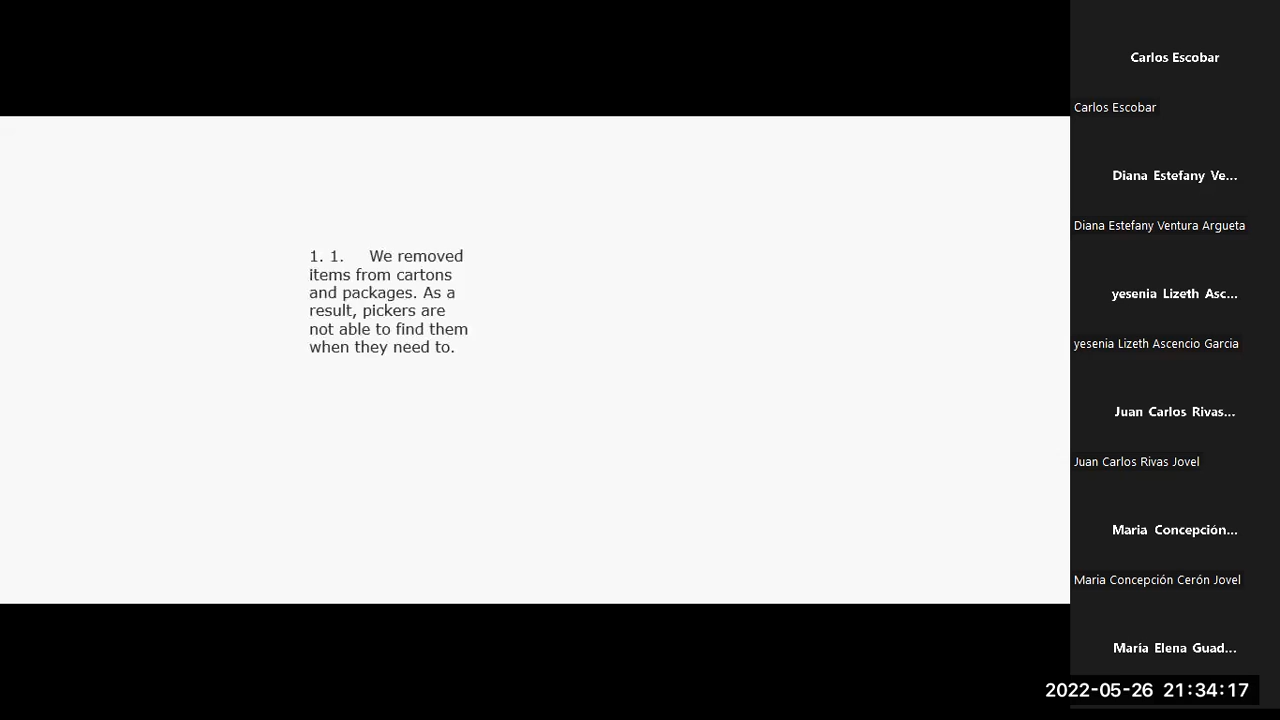 1. 1. We removed
items from cartons
and packages. As a
result, pickers are
not able to find them
when they need to.
Carlos Escobar
Carlos Escobar
Diana Estefany Ve...
Diana Estefany Ventura Argueta
yesenia Lizeth Asc...
yesenia Lizeth Ascencio Garcia
Juan Carlos Rivas...
Juan Carlos Rivas Jovel
Maria Concepción...
Maria Concepción Cerón Jovel
María Elena Guad...
2022-05-26 21:34:17